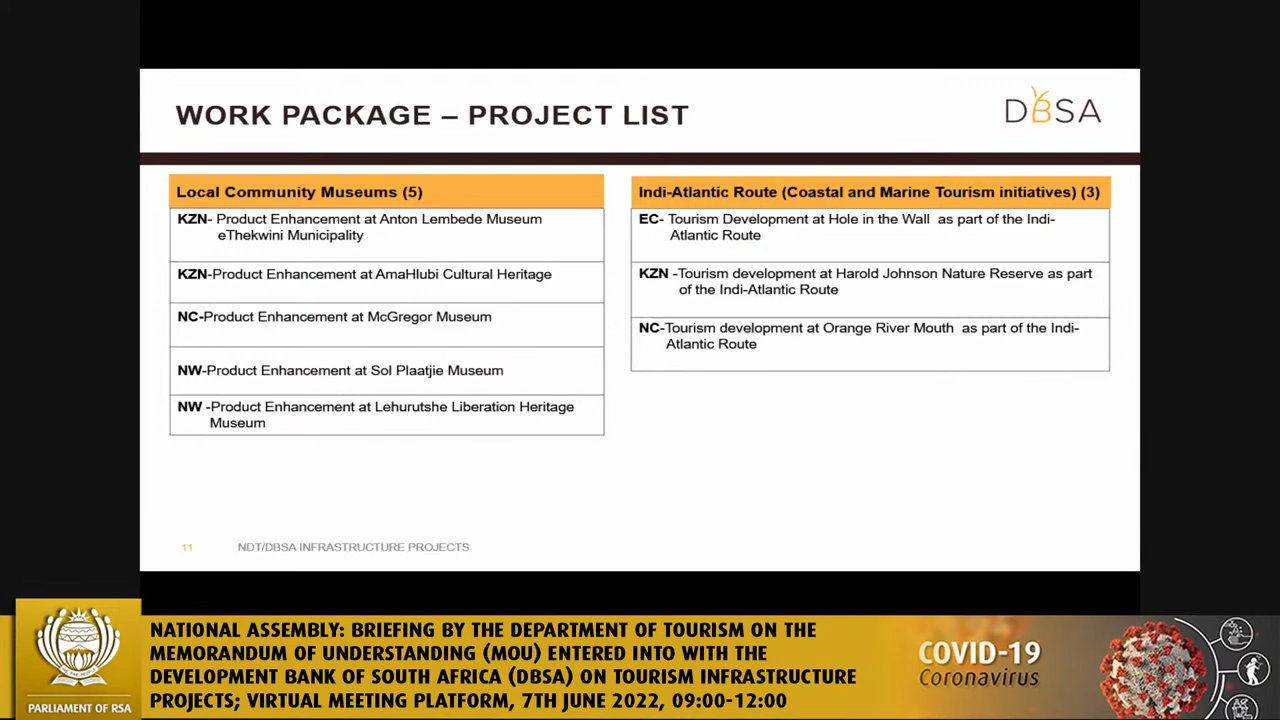 WORK PACKAGE – PROJECT LIST
DBSA
Local Community Museums (5)
KZN- Product Enhancement at Anton Lembede Museum
eThekwini Municipality
KZN-Product Enhancement at AmaHlubi Cultural Heritage
NC-Product Enhancement at McGregor Museum
NW-Product Enhancement at Sol Plaatjie Museum
NW -Product Enhancement at Lehurutshe Liberation Heritage
Museum
Indi-Atlantic Route (Coastal and Marine Tourism initiatives) (3)
EC- Tourism Development at Hole in the Wall as part of the Indi-
Atlantic Route
KZN -Tourism development at Harold Johnson Nature Reserve as part
of the Indi-Atlantic Route
NC-Tourism development at Orange River Mouth as part of the Indi-
Atlantic Route
11 NDT/DBSA INFRASTRUCTURE PROJECTS
PARLIAMENT OF RSA
NATIONAL ASSEMBLY: BRIEFING BY THE DEPARTMENT OF TOURISM ON THE
MEMORANDUM OF UNDERSTANDING (MOU) ENTERED INTO WITH THE
DEVELOPMENT BANK OF SOUTH AFRICA (DBSA) ON TOURISM INFRASTRUCTURE
PROJECTS; VIRTUAL MEETING PLATFORM, 7TH JUNE 2022, 09:00-12:00
COVID-19
Coronavirus